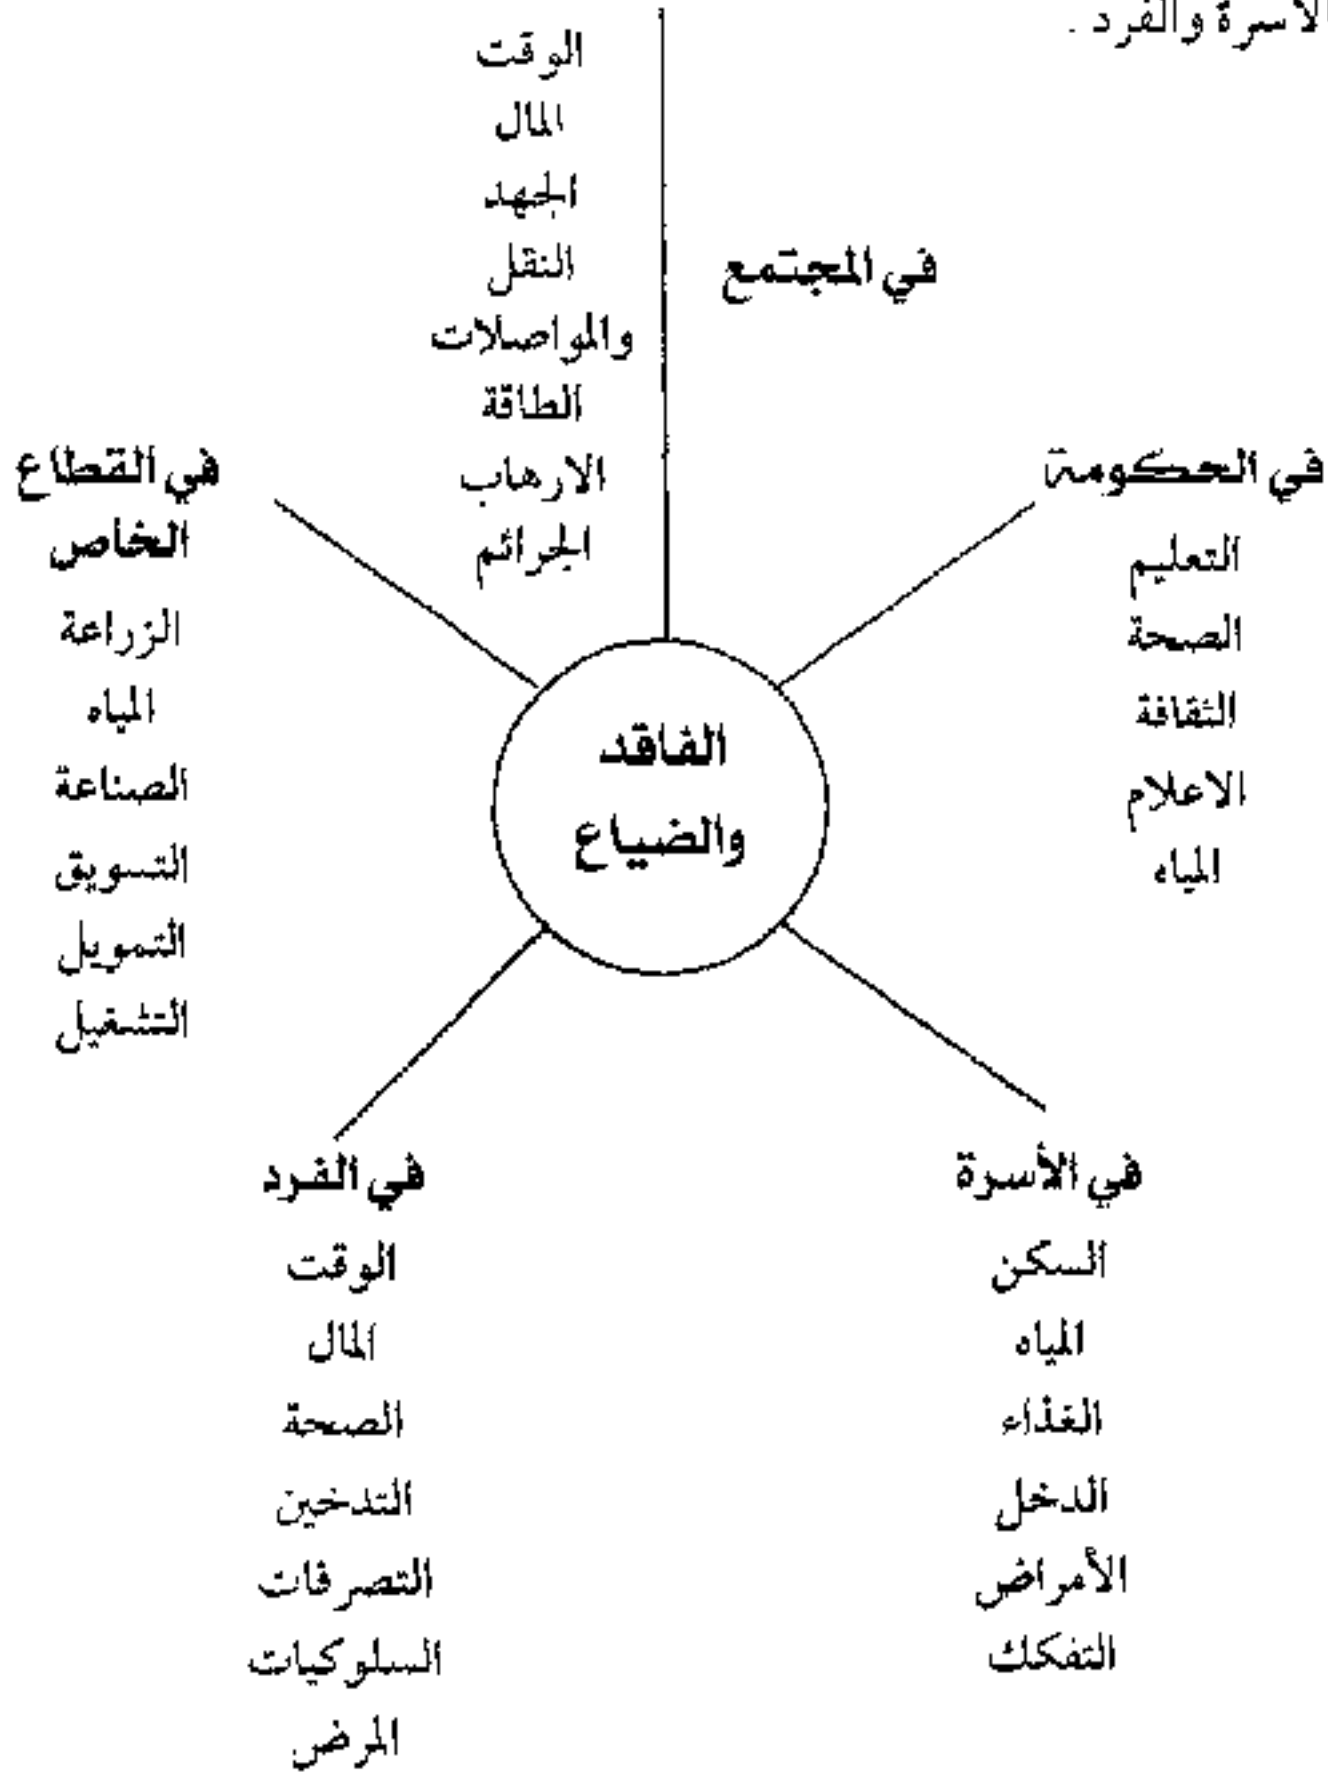 الأسرة والفرد .
في المجتمع
الوقت
المال
الجهد
النقل
والمواصلات
الطاقة
الارهاب
الجرائم
في الحكومة
التعليم
الصحة
الثقافة
الاعلام
المياه
في القطاع
الخاص
الزراعة
المياه
الصناعة
التسويق
التمويل
التشغيل
الفاقد
والضياع
في الأسرة
السكن
المياه
الغذاء
الدخل
الأمراض
التفكك
في الفرد
الوقت
المال
الصحة
التدخين
التصرفات
السلوكيات
المرض